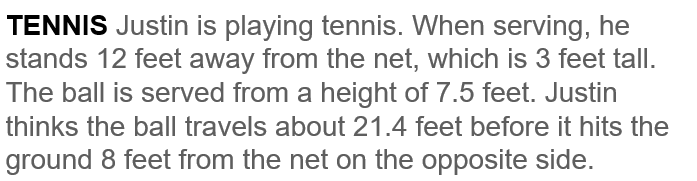 TENNIS Justin is playing tennis. When serving, he
stands 12 feet away from the net, which is 3 feet tall.
The ball is served from a height of 7.5 feet. Justin
thinks the ball travels about 21.4 feet before it hits the
ground 8 feet from the net on the opposite side.